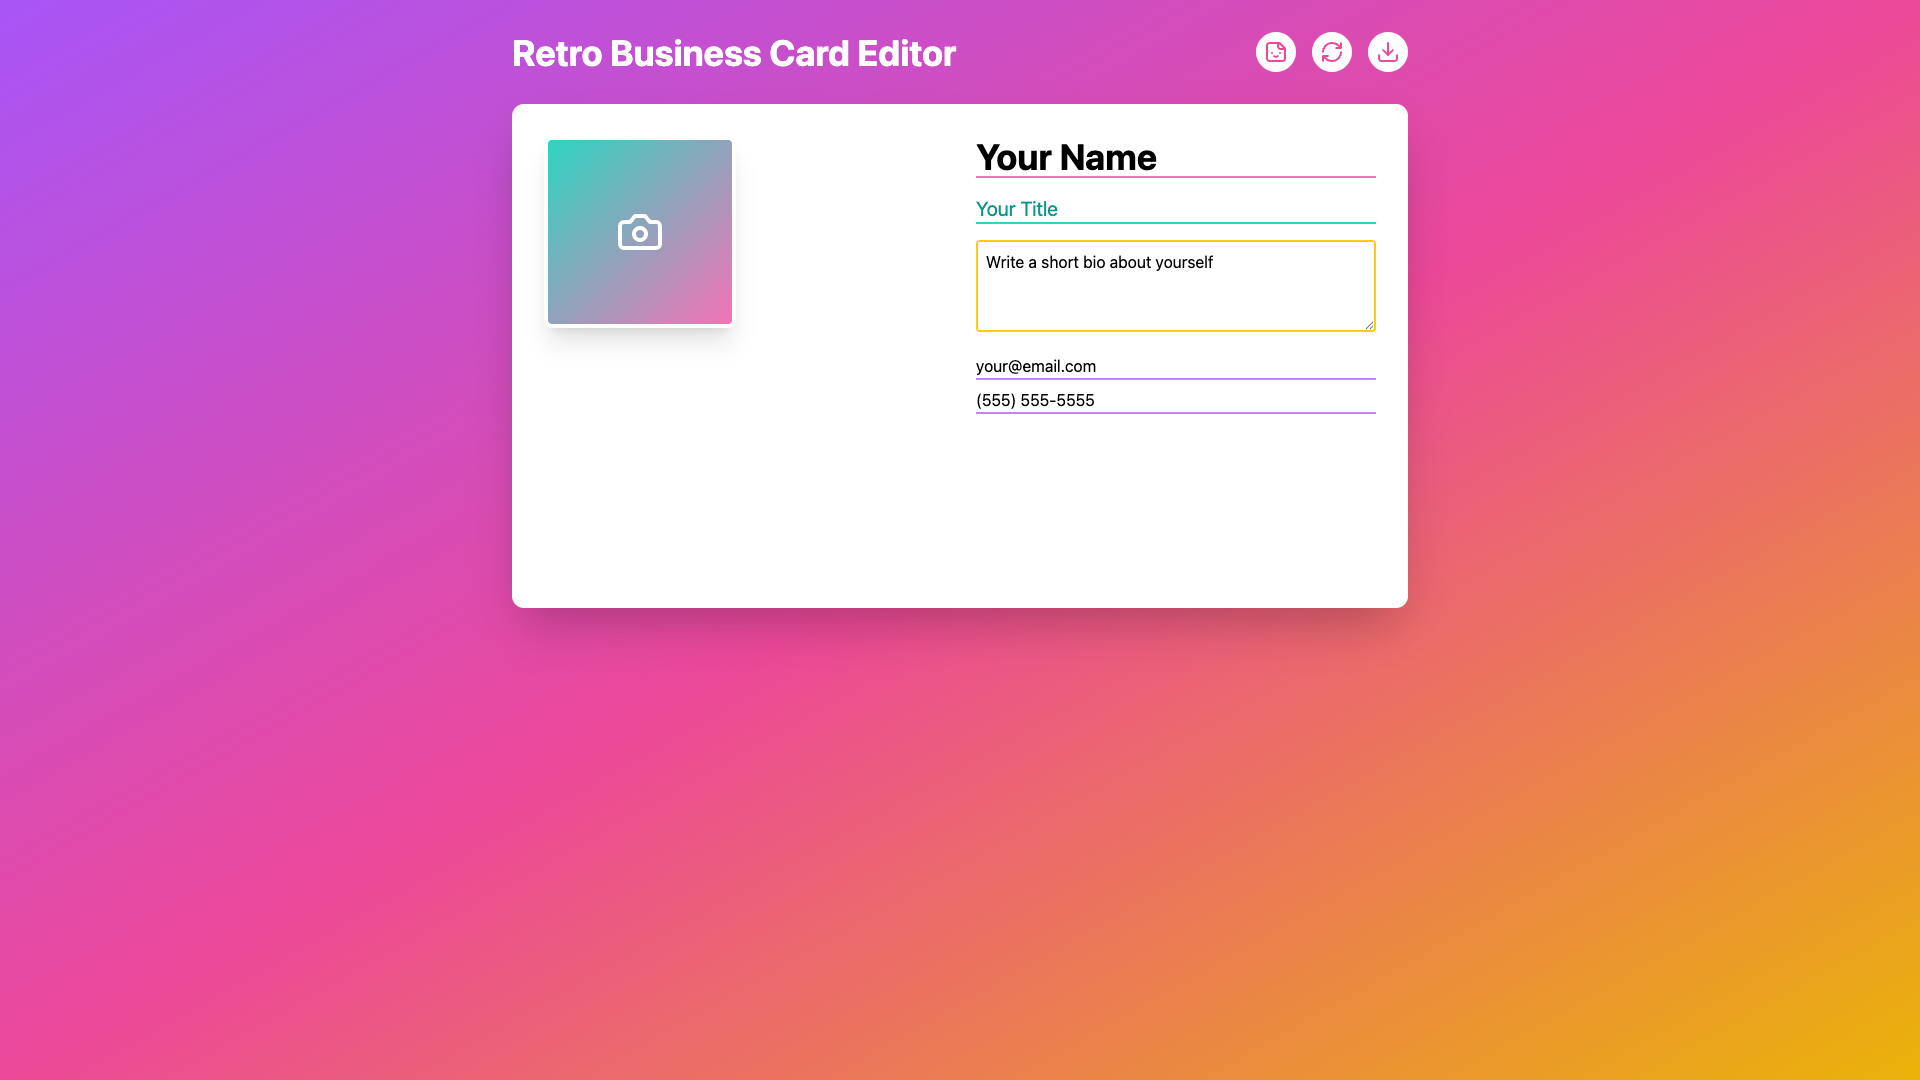 Retro Business Card Editor
Your Name
Your Title
Write a short bio about yourself
your@email.com
(555) 555-5555